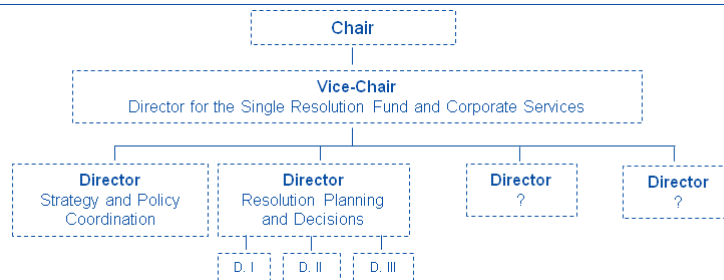 Chair
Vice-Chair
Director for the Single Resolution Fund and Corporate Services
Director
Strategy and Policy
Coordination
Director
Resolution Planning
and Decisions
Director
?
Director
?
D. I
D. II
D. III